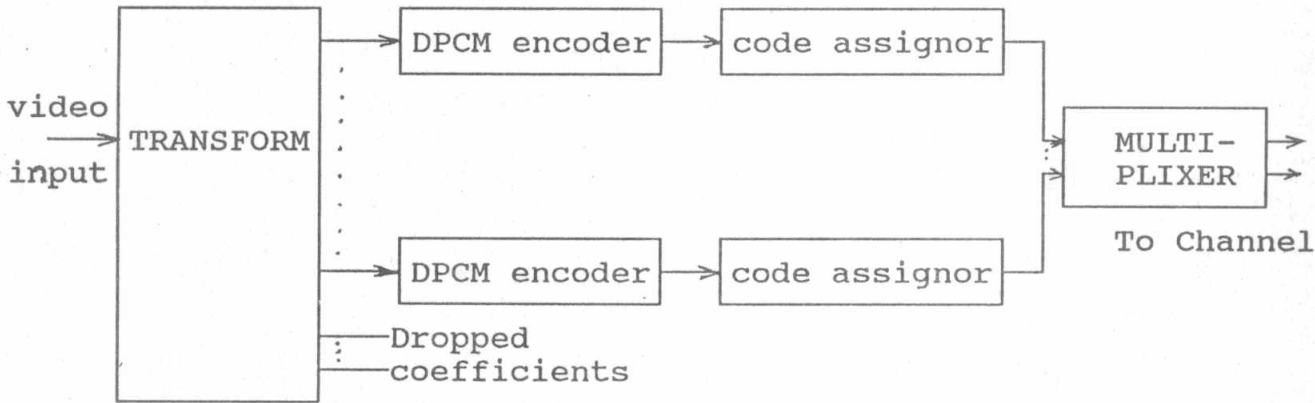 DPCM encoder
code assignor
video
input
TRANSFORM
MULTI-
PLIXER
To Channel
DPCM encoder
code assignor
Dropped
coefficients